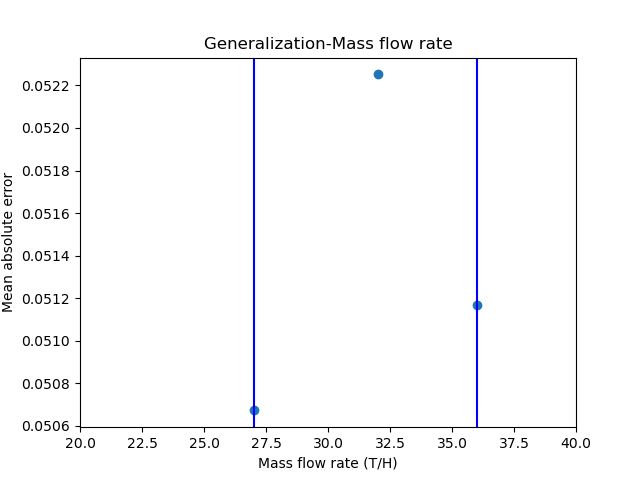 Generalization-Mass flow rate
Mean absolute error
0.0522
0.0520
0.0518
0.0516
0.0514
0.0512
0.0510
0.0508
0.0506
20.0 22.5 25.0 27.5 30.0 32.5 35.0 37.5 40.0
Mass flow rate (T/H)